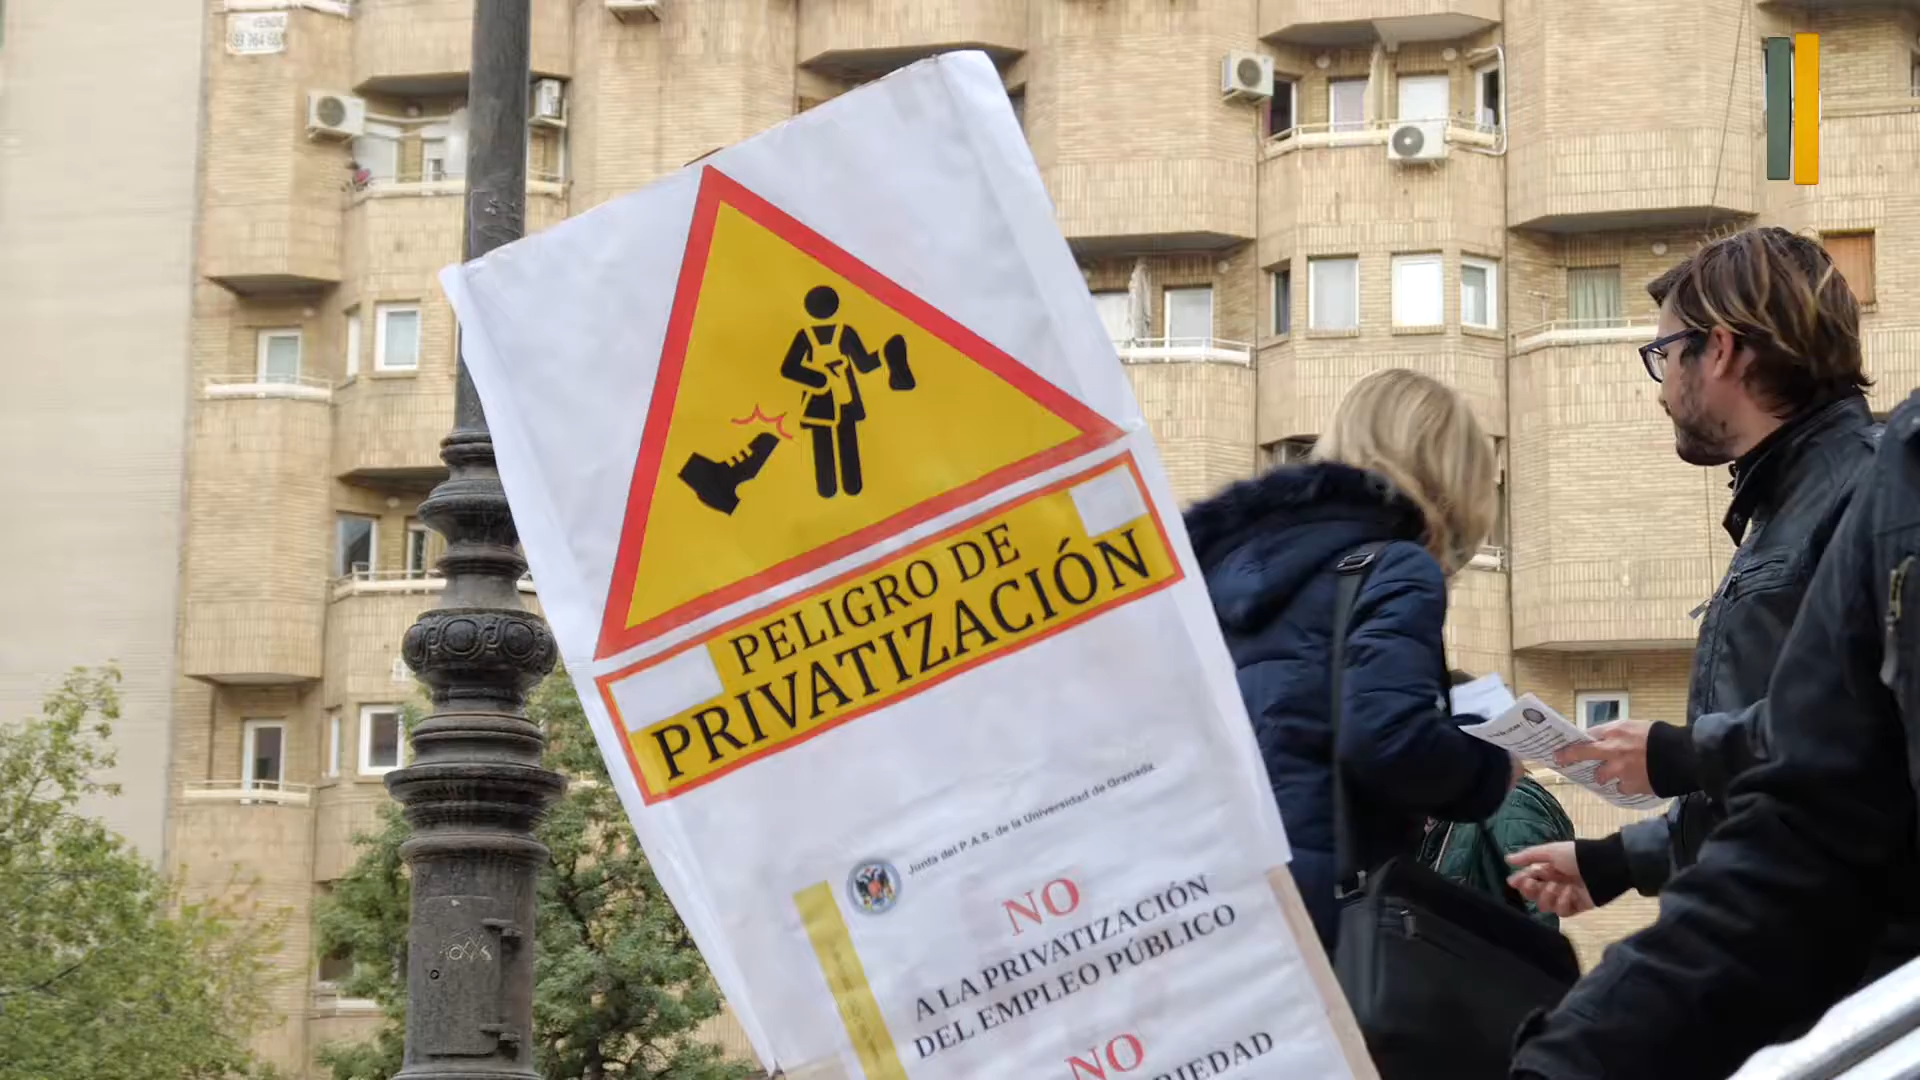 VENDE
PELIGRO DE
PRIVATIZACIÓN
Junta del P.A.S. de la Universidad de Granada
NO
A LA PRIVATIZACIÓN
DEL EMPLEO PÚBLICO
NO